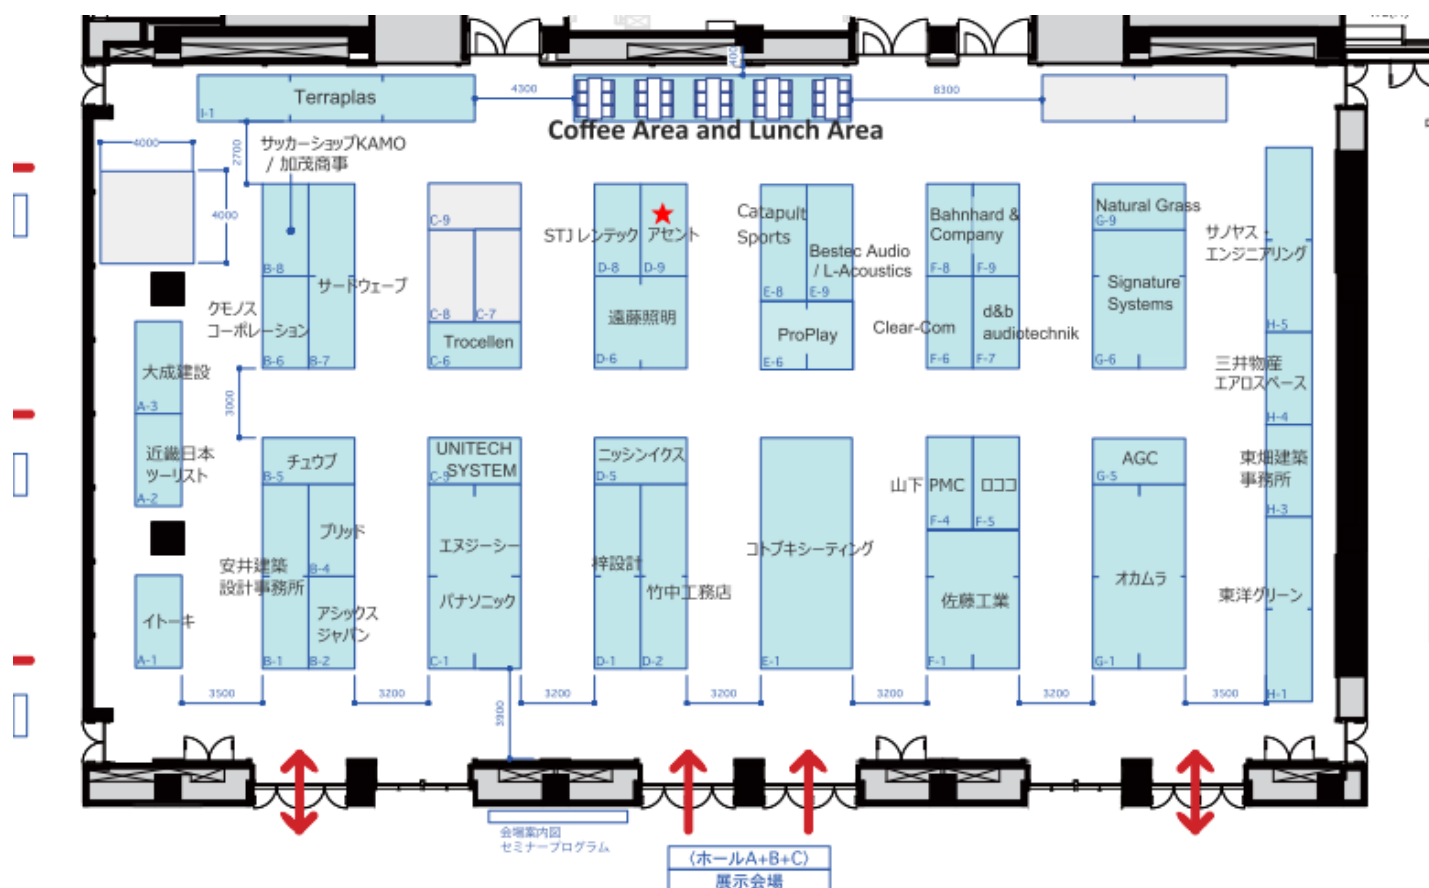 Terraplas
I-1
4300
400
8300
Coffee Area and Lunch Area
4000
2700
サッカーショップKAMO
/ 加茂商事
4000
C-9
STJ レンテック
アセント
Catapult
Sports
Bestec Audio
/ L-Acoustics
Bahnhard &
Company
Natural Grass
G-9
サノヤス・
エンジニアリング
B-8
サードウェーブ
D-8
D-9
E-8
E-9
F-8
F-9
Signature
Systems
クモノス
コーポレーション
C-8
C-7
遠藤照明
ProPlay
Clear-Com
d&b
audiotechnik
H-5
Trocellen
B-6
B-7
C-6
D-6
E-6
F-6
F-7
G-6
大成建設
A-3
3000
三井物産
エアロスペース
H-4
近畿日本
ツーリスト
A-2
チュウブ
B-5
UNITECH
SYSTEM
C-3
ニッシンイクス
D-5
山下 PMC
F-4
ロココ
F-5
AGC
G-5
東畑建築
事務所
H-3
ブリッド
B-4
エヌジーシー
安井建築
設計事務所
梓設計
コトブキシーティング
オカムラ
イトーキ
A-1
アシックス
ジャパン
パナソニック
竹中工務店
佐藤工業
東洋グリーン
B-1
B-2
C-1
D-1
D-2
E-1
F-1
G-1
H-1
3500
3200
3200
3200
3200
3200
3500
3900
会場案内図
セミナープログラム
(ホールA+B+C)
展示会場